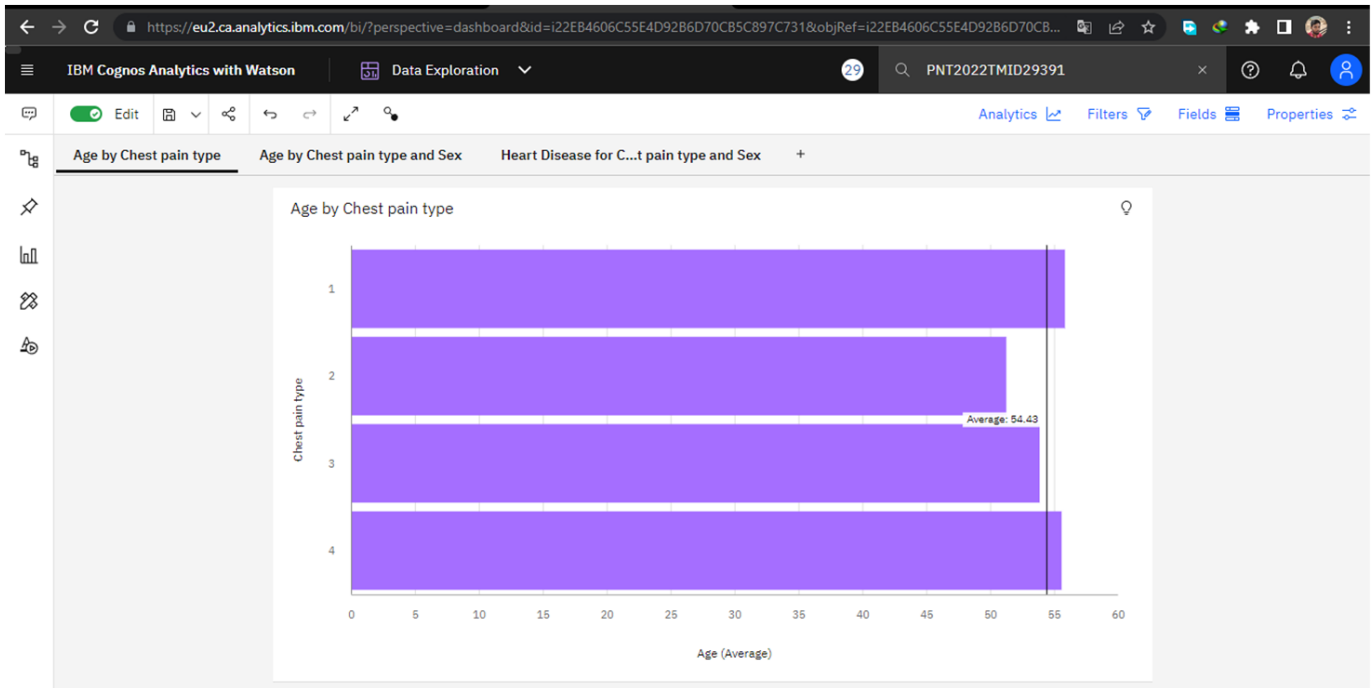 https://eu2.ca.analytics.ibm.com/bi/?perspective=dashboard&id=i22EB4606C55E4D92B6D70CB5C897C731&objRef=i22EB4606C55E4D92B6D70CB...
IBM Cognos Analytics with Watson
Data Exploration
29
PNT2022TMID29391
Edit
Analytics
Filters
Fields
Properties
Age by Chest pain type
Age by Chest pain type and Sex
Heart Disease for C...t pain type and Sex
+
Age by Chest pain type
Chest pain type
1
2
Average: 54.43
3
4
0 5 10 15 20 25 30 35 40 45 50 55 60
Age (Average)